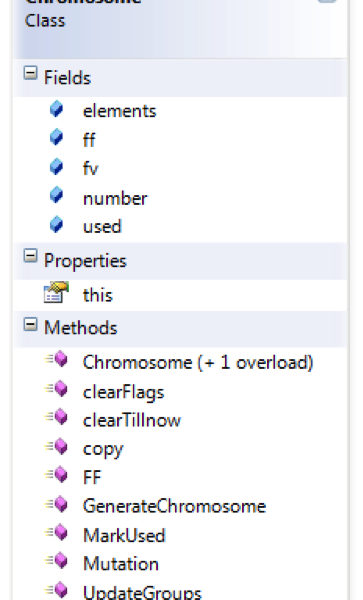 Chromosome
Class
Fields
elements
ff
fv
number
used
Properties
this
Methods
Chromosome (+ 1 overload)
clearFlags
clearTillnow
copy
FF
GenerateChromosome
MarkUsed
Mutation
UpdateGroups